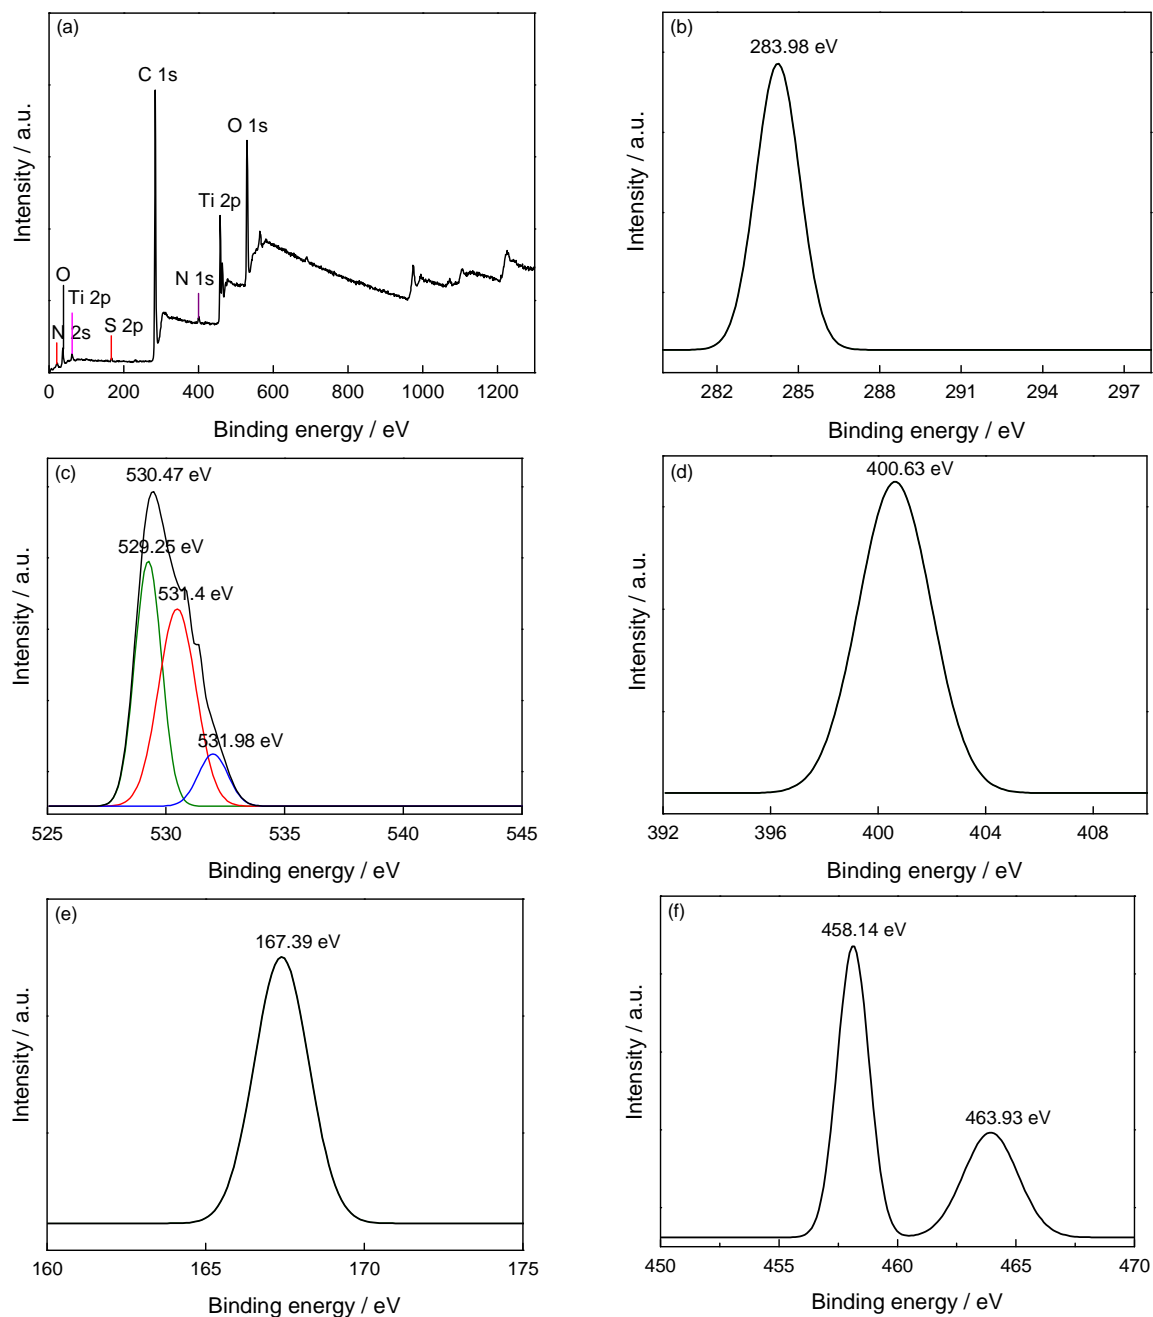 (a)
C 1s
O 1s
Ti 2p
O
N 1s
Ti 2p
N 2s
S 2p
Intensity / a.u.
0 200 400 600 800 1000 1200
Binding energy / eV
(b)
283.98 eV
Intensity / a.u.
282 285 288 291 294 297
Binding energy / eV
(c)
530.47 eV
529.25 eV
531.4 eV
531.98 eV
Intensity / a.u.
525 530 535 540 545
Binding energy / eV
(d)
400.63 eV
Intensity / a.u.
392 396 400 404 408
Binding energy / eV
(e)
167.39 eV
Intensity / a.u.
160 165 170 175
Binding energy / eV
(f)
458.14 eV
463.93 eV
Intensity / a.u.
450 455 460 465 470
Binding energy / eV